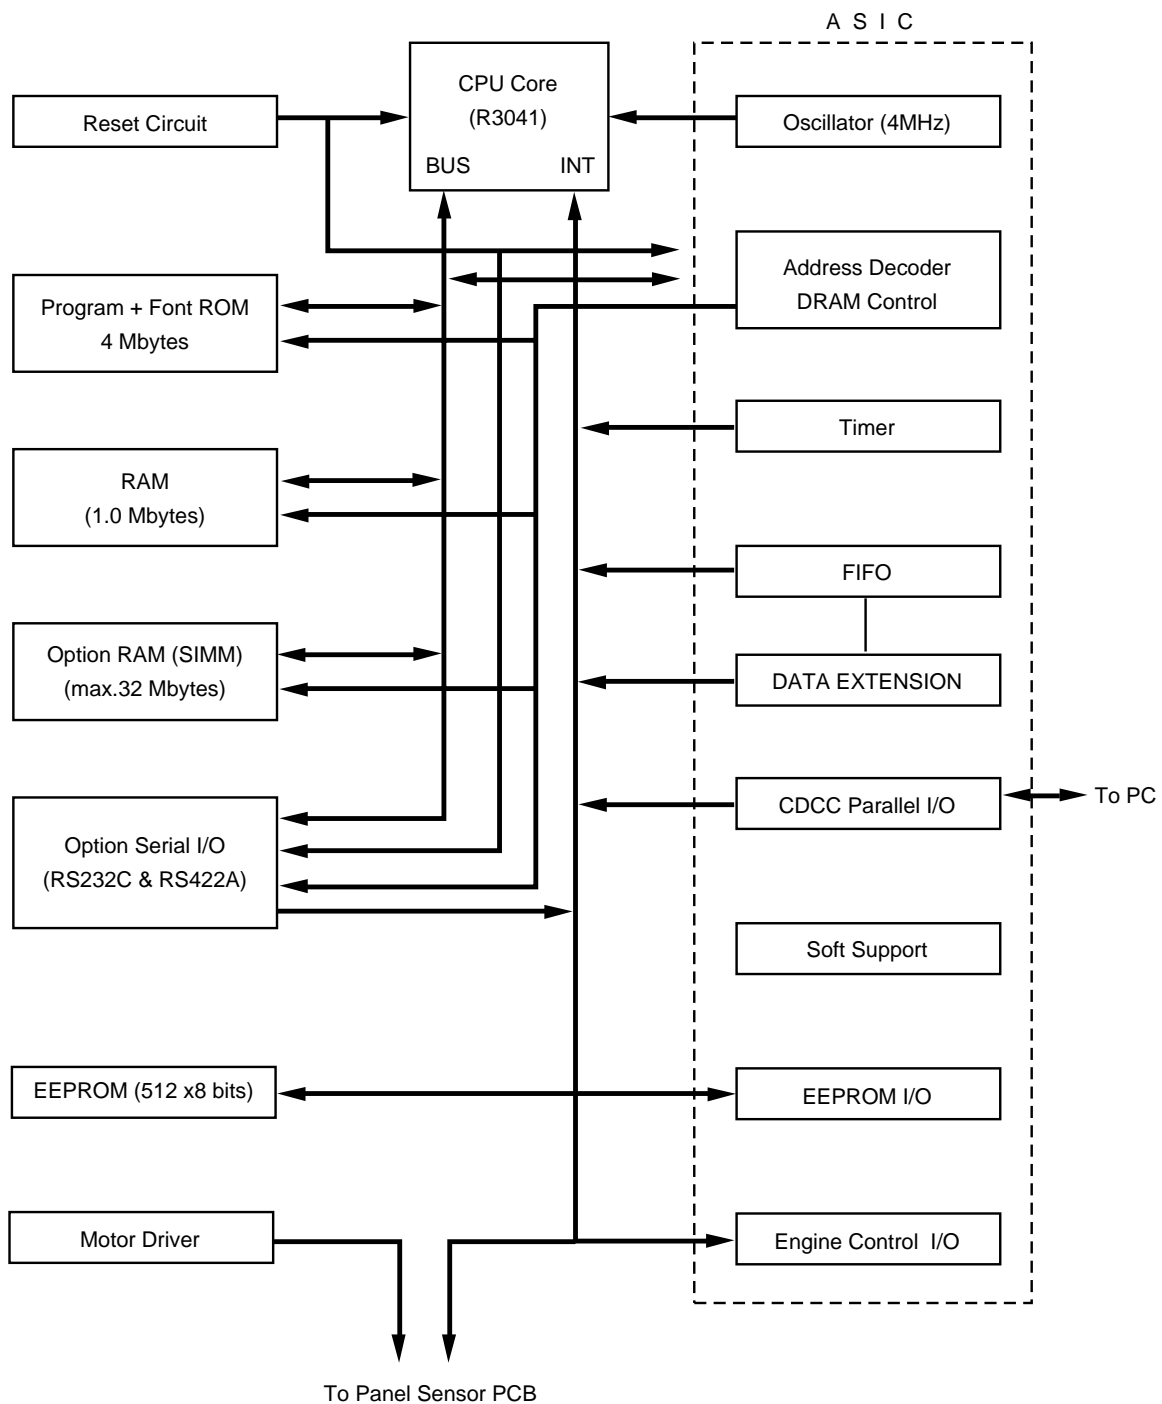 A S I C
CPU Core
(R3041)
BUS INT
Reset Circuit
Oscillator (4MHz)
Address Decoder
DRAM Control
Program + Font ROM
4 Mbytes
Timer
RAM
(1.0 Mbytes)
FIFO
Option RAM (SIMM)
(max.32 Mbytes)
DATA EXTENSION
CDCC Parallel I/O
To PC
Option Serial I/O
(RS232C & RS422A)
Soft Support
EEPROM (512 x8 bits)
EEPROM I/O
Motor Driver
Engine Control I/O
To Panel Sensor PCB